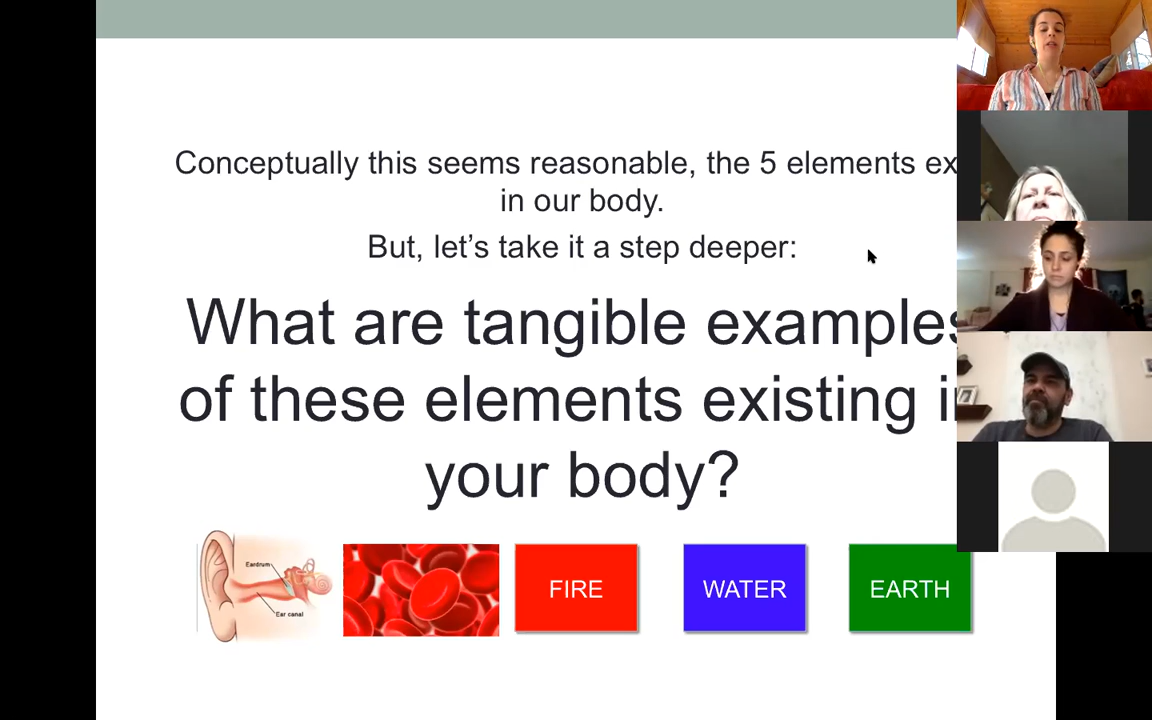 Conceptually this seems reasonable, the 5 elements
in our body.
But, let’s take it a step deeper:
What are tangible examples
of these elements existing
your body?
Eardrum
Ear canal
FIRE
WATER
EARTH